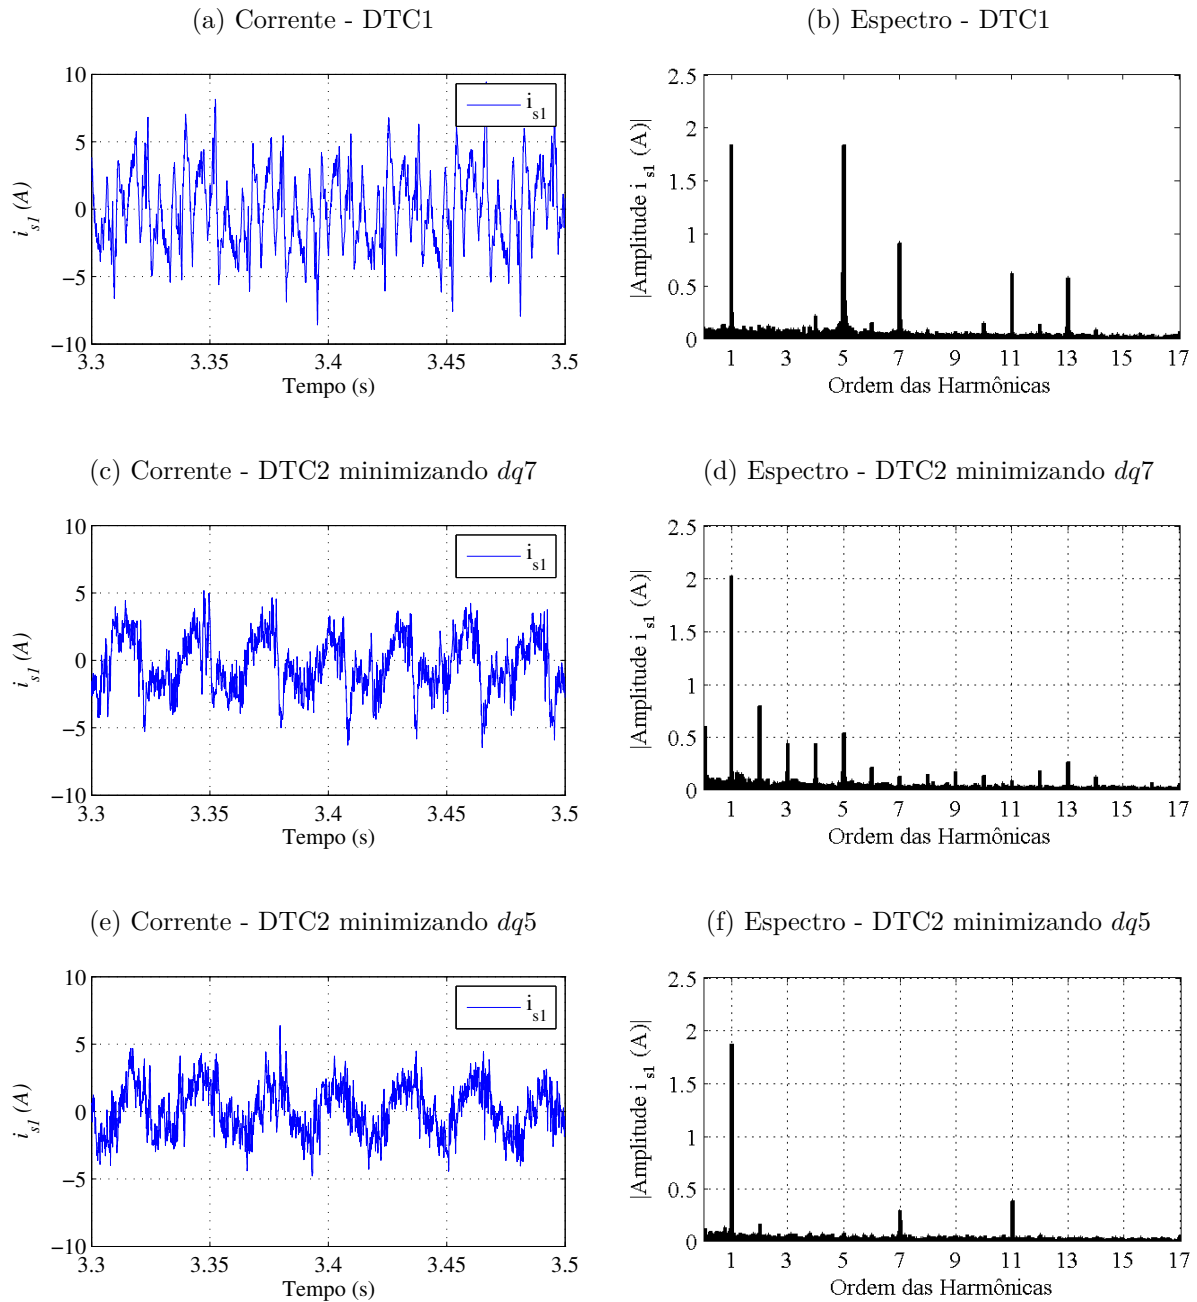 (a) Corrente - DTC1
10
5
0
−5
−10
3.3 3.35 3.4 3.45 3.5
Tempo (s)
i_s1 (A)
i_s1
(b) Espectro - DTC1
2.5
2
1.5
1
0.5
0
1 3 5 7 9 11 13 17
Ordem das Harmônicas
|Amplitude i_s1 (A)|
(c) Corrente - DTC2 minimizando dq7
10
5
0
−5
−10
3.3 3.35 3.4 3.45 3.5
Tempo (s)
i_s1 (A)
i_s1
(d) Espectro - DTC2 minimizando dq7
2.5
2
1.5
1
0.5
0
1 3 5 7 9 11 13 17
Ordem das Harmônicas
|Amplitude i_s1 (A)|
(e) Corrente - DTC2 minimizando dq5
10
5
0
−5
−10
3.3 3.35 3.4 3.45 3.5
Tempo (s)
i_s1 (A)
i_s1
(f) Espectro - DTC2 minimizando dq5
2.5
2
1.5
1
0.5
0
1 3 5 7 9 11 13 17
Ordem das Harmônicas
|Amplitude i_s1 (A)|